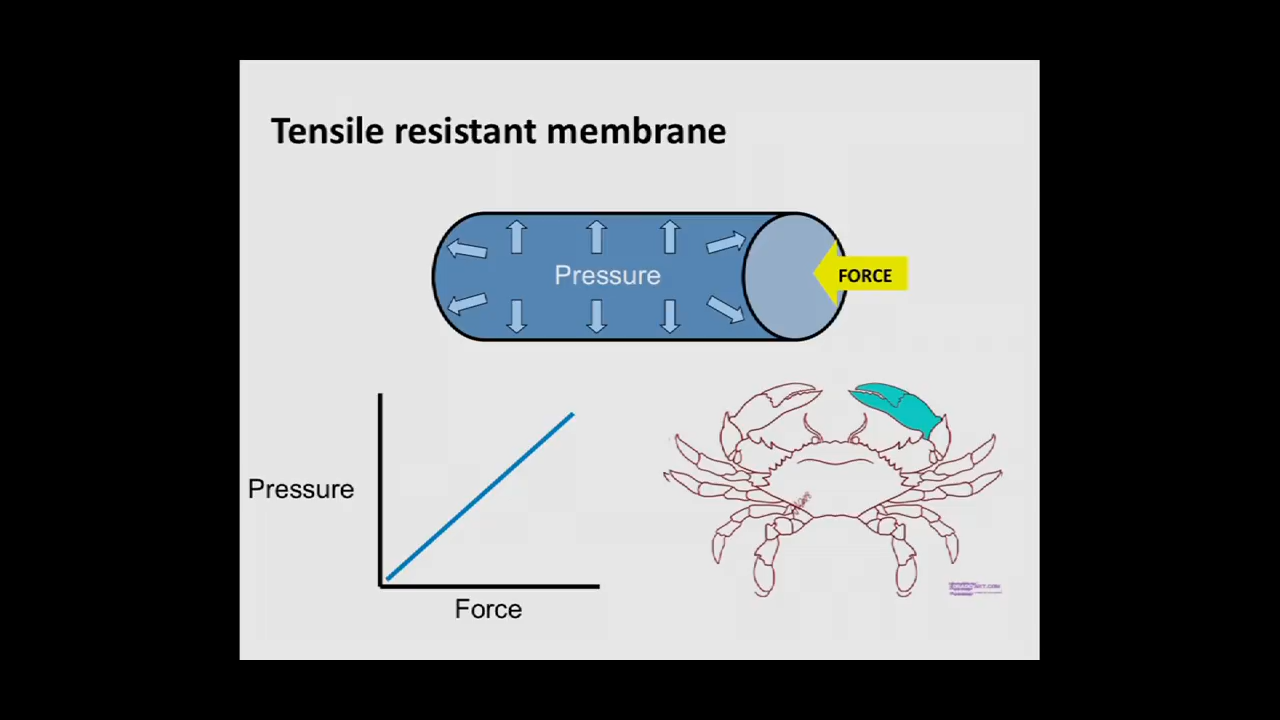 Tensile resistant membrane
Pressure
FORCE
Pressure
Force